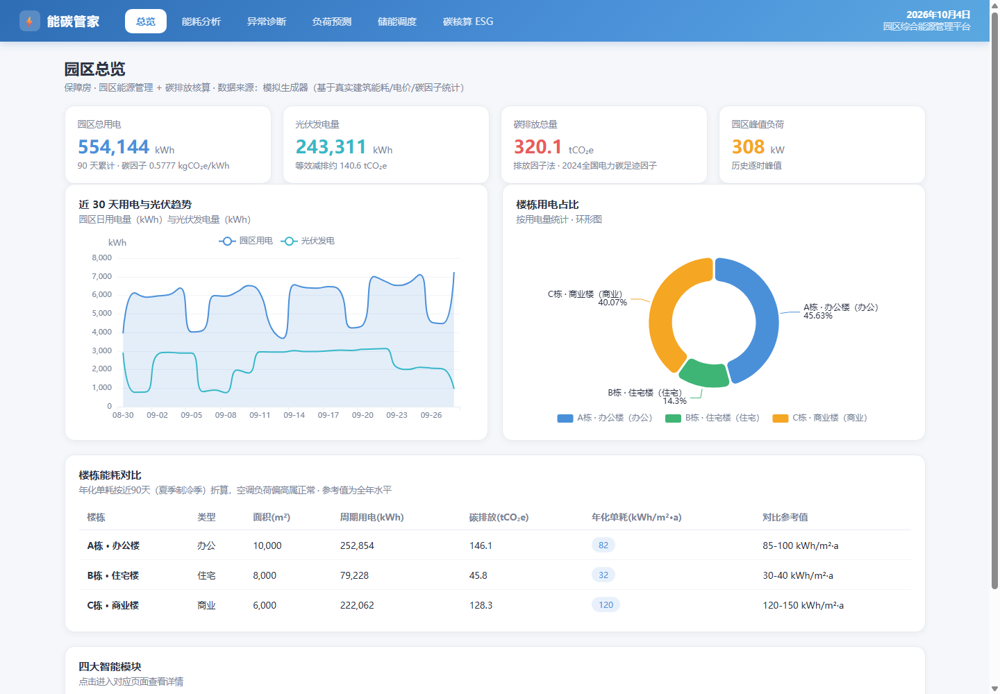 能碳管家
总览
能耗分析
异常诊断
负荷预测
储能调度
碳核算 ESG
2026年10月4日
园区综合能源管理平台
园区总览
保障房 · 园区能源管理 + 碳排放核算 · 数据来源：模拟生成器（基于真实建筑能耗/电价/碳因子统计）
园区总用电
554,144 kWh
90 天累计 · 碳因子 0.5777 kgCO₂e/kWh
光伏发电量
243,311 kWh
等效减排约 140.6 tCO₂e
碳排放总量
320.1 tCO₂e
排放因子法 · 2024全国电力碳足迹因子
园区峰值负荷
308 kW
历史逐时峰值
近 30 天用电与光伏趋势
园区日用电量（kWh）与光伏发电量（kWh）
kWh
园区用电
光伏发电
8,000
7,000
6,000
5,000
4,000
3,000
2,000
1,000
0
08-30 09-02 09-05 09-08 09-11 09-14 09-17 09-20 09-23 09-26
楼栋用电占比
按用电量统计 · 环形图
C栋 · 商业楼（商业）
40.07%
A栋 · 办公楼（办公）
45.63%
B栋 · 住宅楼（住宅）
14.3%
A栋 · 办公楼（办公） B栋 · 住宅楼（住宅） C栋 · 商业楼（商业）
楼栋能耗对比
年化单耗按近90天（夏季制冷季）折算，空调负荷偏高属正常 · 参考值为全年水平
楼栋 类型 面积(m²) 周期用电(kWh) 碳排放(tCO₂e) 年化单耗(kWh/m²·a) 对比参考值
A栋 · 办公楼 办公 10,000 252,854 146.1 82 85-100 kWh/m²·a
B栋 · 住宅楼 住宅 8,000 79,228 45.8 32 30-40 kWh/m²·a
C栋 · 商业楼 商业 6,000 222,062 128.3 120 120-150 kWh/m²·a
四大智能模块
点击进入对应页面查看详情